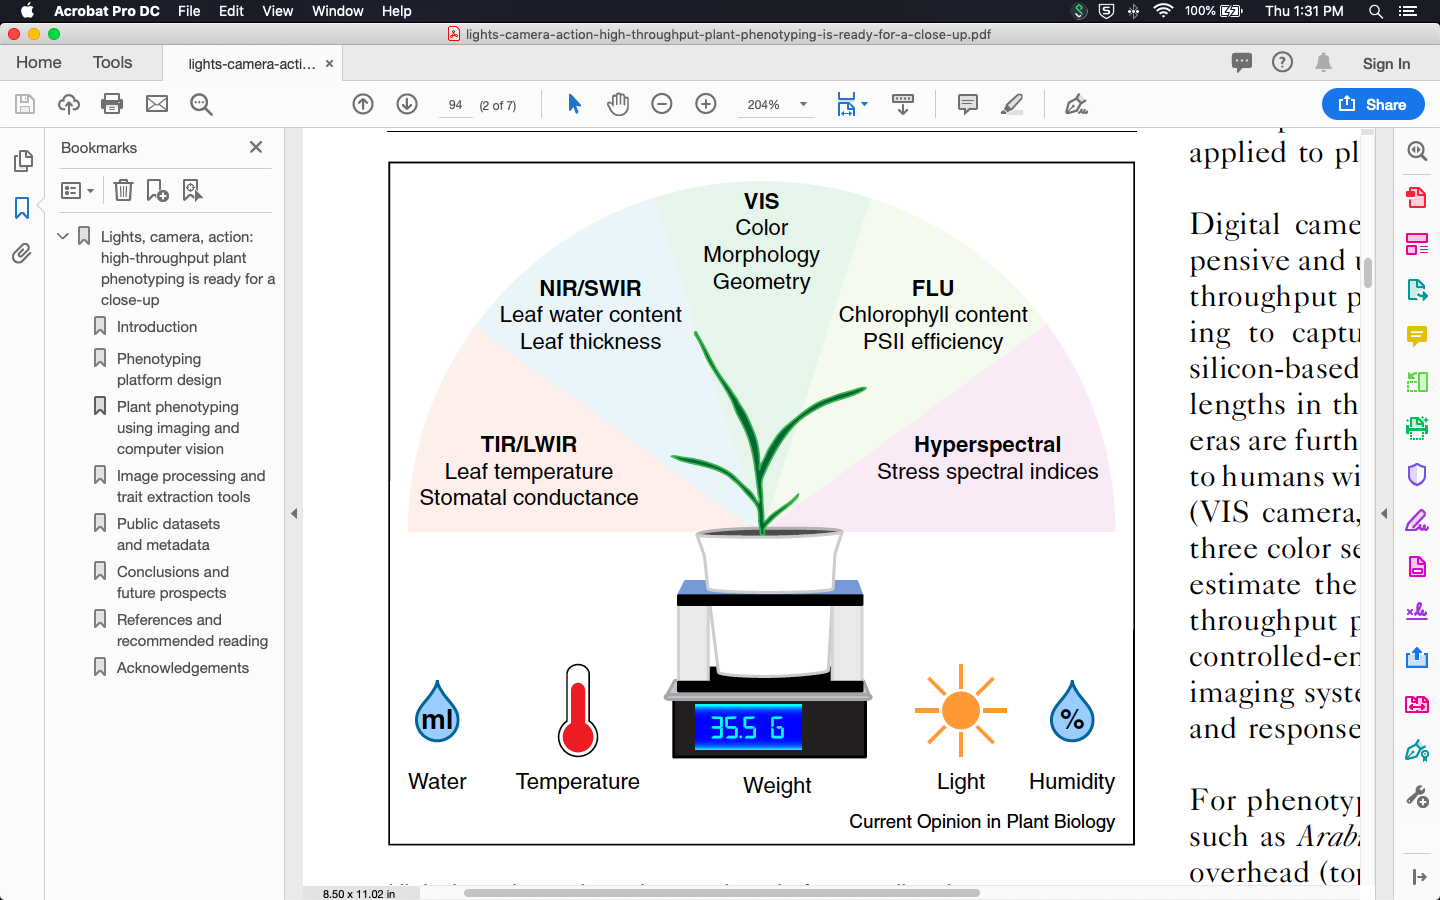 Acrobat Pro DC File Edit View Window Help 100% Thu 1:31 PM
lights-camera-action-high-throughput-plant-phenotyping-is-ready-for-a-close-up.pdf
Home Tools lights-camera-acti... × Sign In
94 (2 of 7) 204% Share
Bookmarks
Lights, camera, action:
high-throughput plant
phenotyping is ready for a
close-up
Introduction
Phenotyping
platform design
Plant phenotyping
using imaging and
computer vision
Image processing and
trait extraction tools
Public datasets
and metadata
Conclusions and
future prospects
References and
recommended reading
Acknowledgements
VIS
Color
Morphology
Geometry
NIR/SWIR
Leaf water content
Leaf thickness
FLU
Chlorophyll content
PSII efficiency
TIR/LWIR
Leaf temperature
Stomatal conductance
Hyperspectral
Stress spectral indices
35.5 G
ml
%
Water
Temperature
Weight
Light
Humidity
Current Opinion in Plant Biology
applied to pl
Digital came
pensive and
throughput p
ing to captu
silicon-based
lengths in th
eras are furth
to humans wi
(VIS camera,
three color se
estimate the
throughput p
controlled-en
imaging syste
and response
For phenotyp
such as Arabi
overhead (top
8.50 x 11.02 in